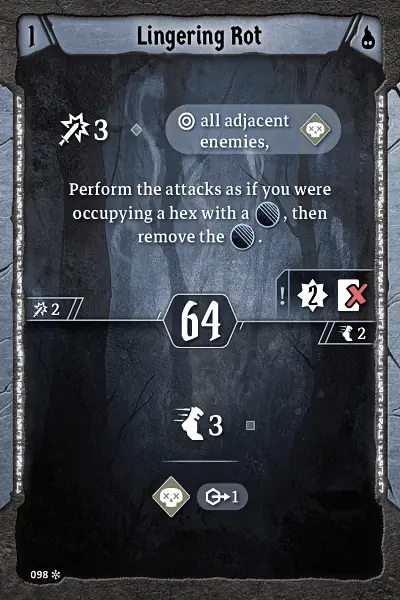 1
Lingering Rot
3
all adjacent
enemies,
Perform the attacks as if you were
occupying a hex with a , then
remove the .
! 2
2
64
2
3
1
098